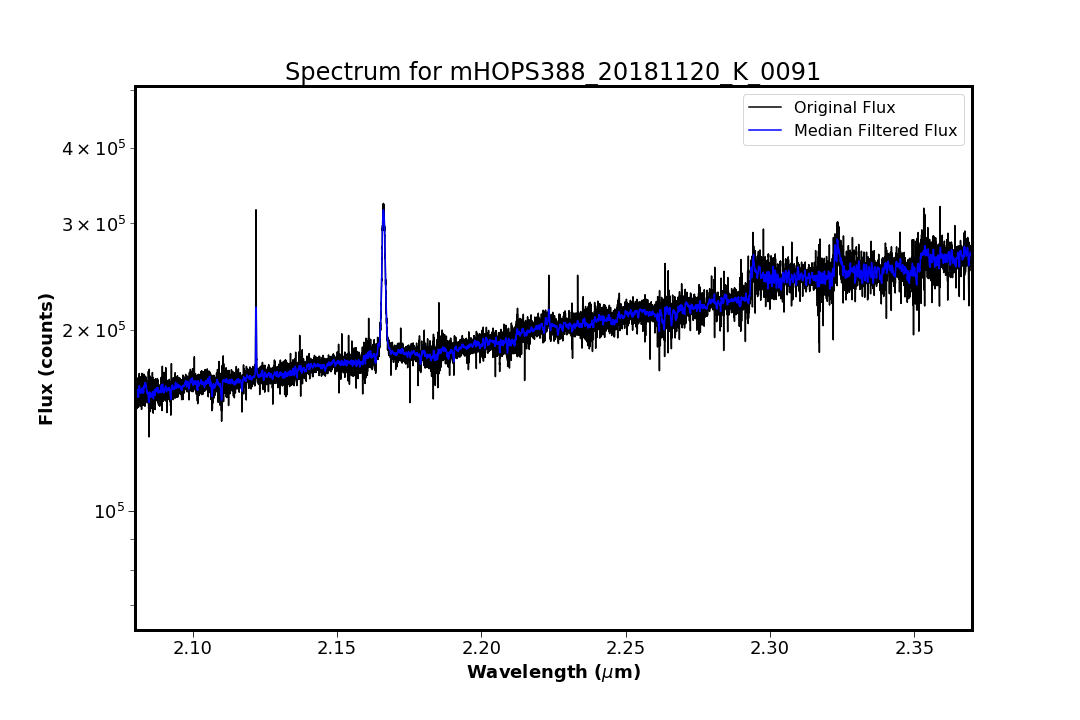 Spectrum for mHOPS388_20181120_K_0091
Original Flux
Median Filtered Flux
4 × 10⁵
3 × 10⁵
2 × 10⁵
10⁵
Flux (counts)
2.10 2.15 2.20 2.25 2.30 2.35
Wavelength (μm)